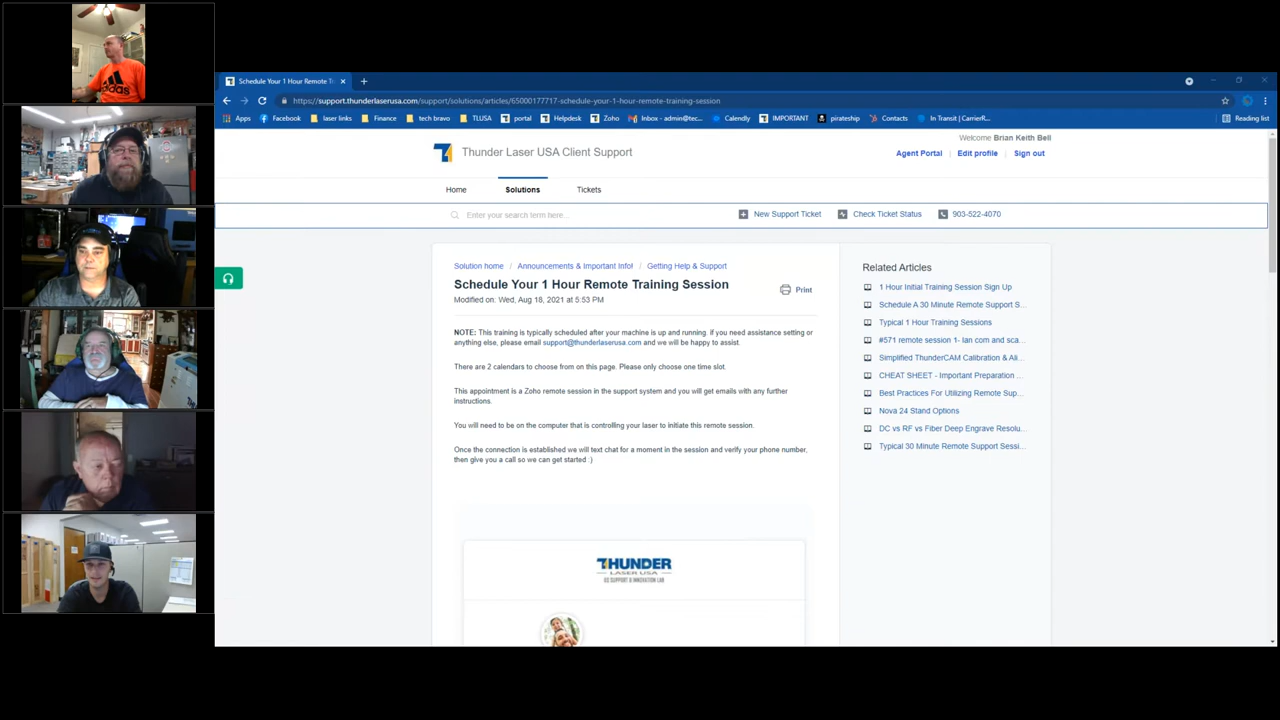 Schedule Your 1 Hour Remote Tr
https://support.thunderlaserusa.com/support/solutions/articles/65000177717-schedule-your-1-hour-remote-training-session
Apps Facebook laser links Finance tech bravo TLUSA portal Helpdesk Zoho Inbox - admin@tec... Calendly IMPORTANT pirateship Contacts In Transit | CarrierR... Reading list
Welcome Brian Keith Bell
Thunder Laser USA Client Support
Agent Portal Edit profile Sign out
Home Solutions Tickets
Enter your search term here...
New Support Ticket Check Ticket Status 903-522-4070
Solution home / Announcements & Important Info! / Getting Help & Support
Schedule Your 1 Hour Remote Training Session
Print
Modified on: Wed, Aug 18, 2021 at 5:53 PM
NOTE: This training is typically scheduled after your machine is up and running. if you need assistance setting or
anything else, please email support@thunderlaserusa.com and we will be happy to assist.
There are 2 calendars to choose from on this page. Please only choose one time slot.
This appointment is a Zoho remote session in the support system and you will get emails with any further
instructions.
You will need to be on the computer that is controlling your laser to initiate this remote session.
Once the connection is established we will text chat for a moment in the session and verify your phone number,
then give you a call so we can get started :)
THUNDER
LASER USA
US SUPPORT & INNOVATION LAB
Related Articles
1 Hour Initial Training Session Sign Up
Schedule A 30 Minute Remote Support S...
Typical 1 Hour Training Sessions
#571 remote session 1- lan com and sca...
Simplified ThunderCAM Calibration & Ali...
CHEAT SHEET - Important Preparation ...
Best Practices For Utilizing Remote Sup...
Nova 24 Stand Options
DC vs RF vs Fiber Deep Engrave Resolu...
Typical 30 Minute Remote Support Sessi...
adidas